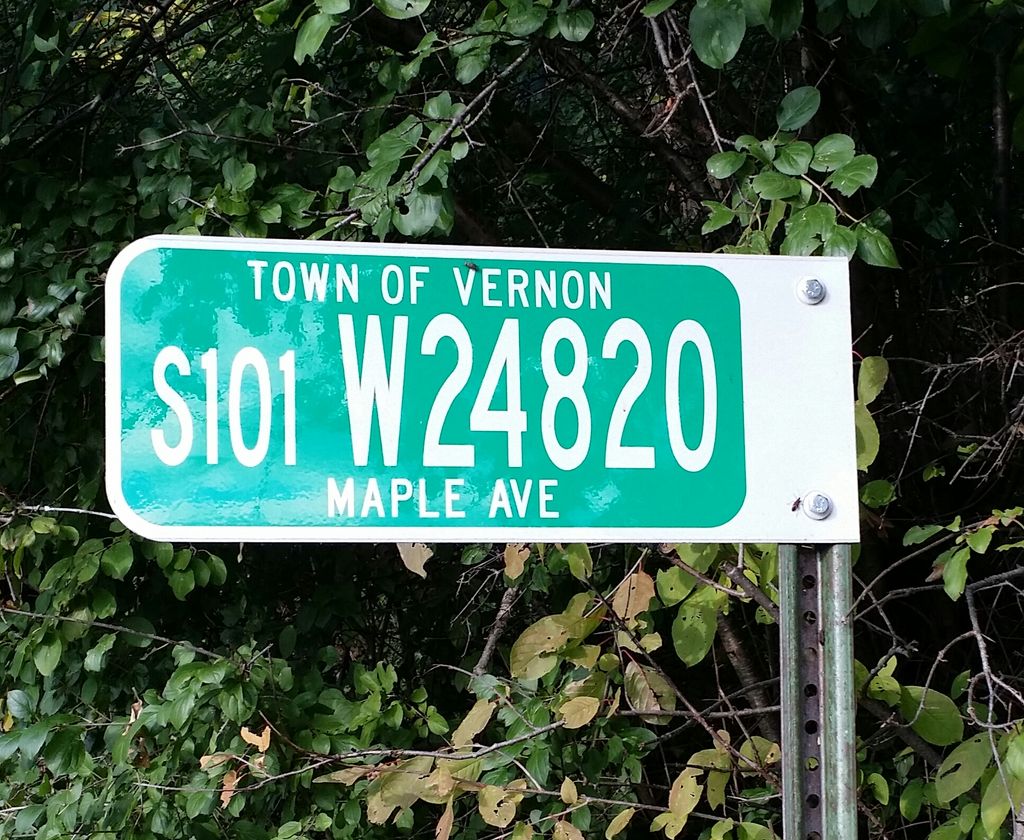 TOWN OF VERNON
S101 W24820
MAPLE AVE